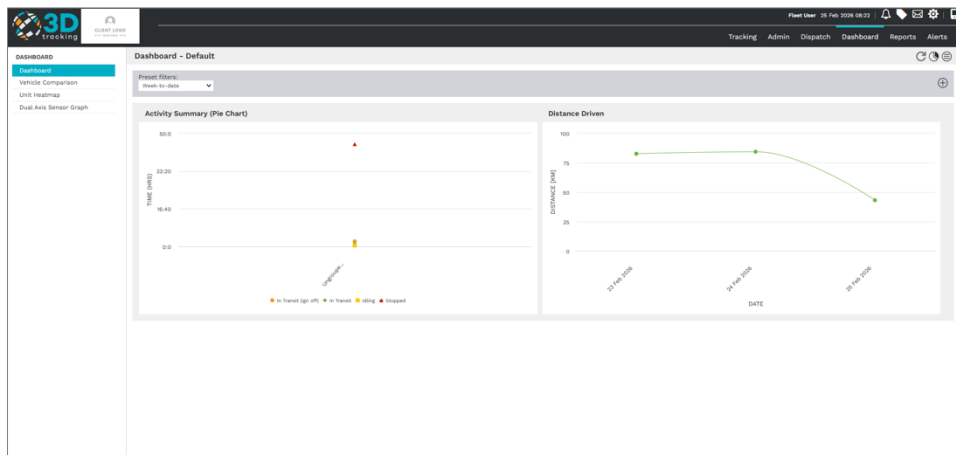 3D
tracking
CLIENT LOGO
Fleet User 25 Feb 2026 08:22
Tracking Admin Dispatch Dashboard Reports Alerts
DASHBOARD
Dashboard
Vehicle Comparison
Unit Heatmap
Dual Axis Sensor Graph
Dashboard - Default
Preset filters:
Week-to-date
Activity Summary (Pie Chart)
TIME (HRS)
50:0
33:20
16:40
0:0
Ungroupe...
In Transit (ign off) In Transit Idling Stopped
Distance Driven
DISTANCE [KM]
100
75
50
25
0
23 Feb 2026
24 Feb 2026
25 Feb 2026
DATE